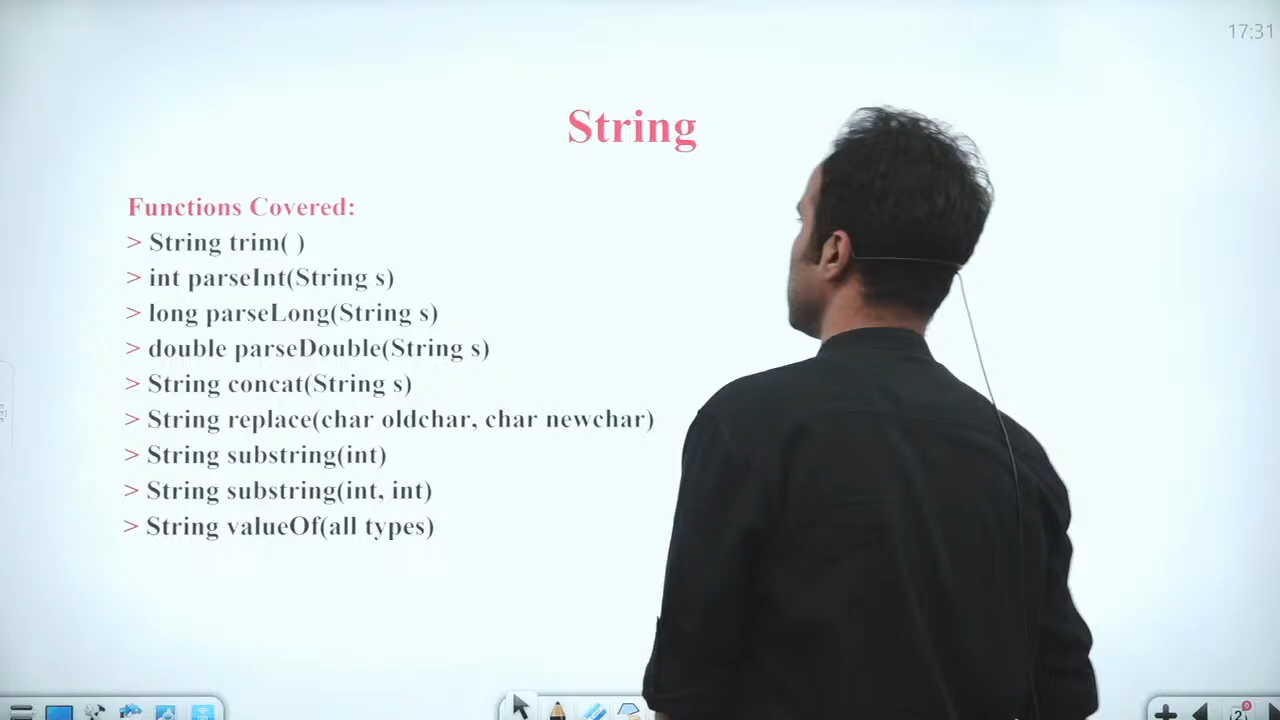 17:31
String
Functions Covered:
> String trim( )
> int parseInt(String s)
> long parseLong(String s)
> double parseDouble(String s)
> String concat(String s)
> String replace(char oldchar, char newchar)
> String substring(int)
> String substring(int, int)
> String valueOf(all types)
2